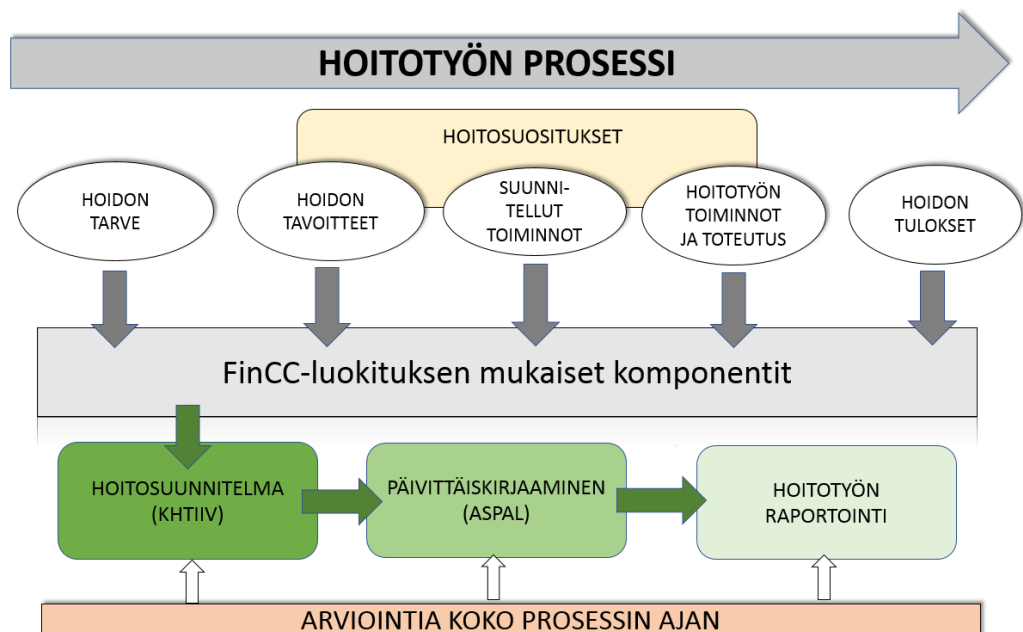 HOITOTYÖN PROSESSI
HOITOSUOSITUKSET
HOIDON
TARVE
HOIDON
TAVOITTEET
SUUNNI-
TELLUT
TOIMINNOT
HOITOTYÖN
TOIMINNOT
JA TOTEUTUS
HOIDON
TULOKSET
FinCC-luokituksen mukaiset komponentit
HOITOSUUNNITELMA
(KHTIIV)
PÄIVITTÄISKIRJAAMINEN
(ASPAL)
HOITOTYÖN
RAPORTOINTI
ARVIOINTIA KOKO PROSESSIN AJAN